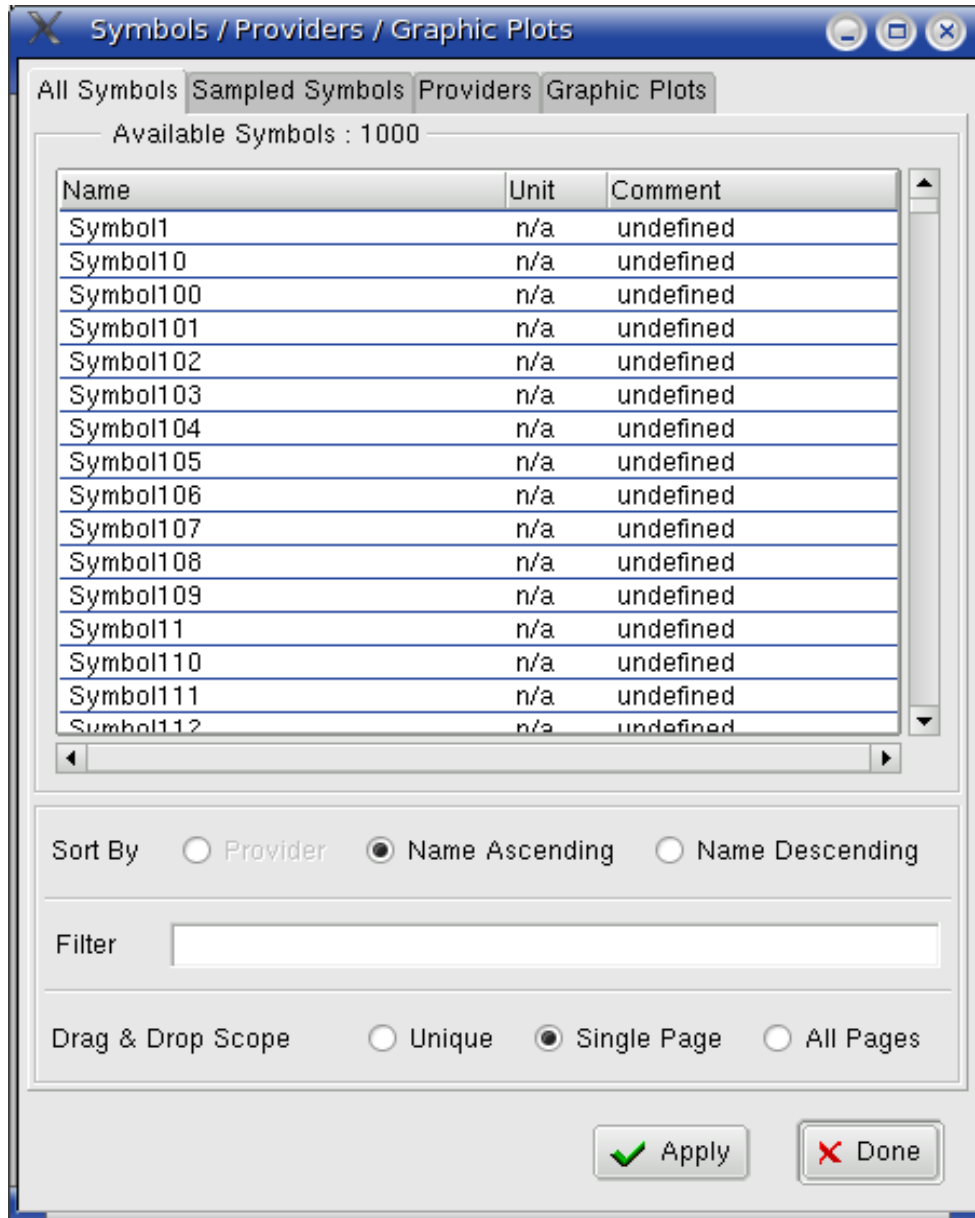 Symbols / Providers / Graphic Plots
All Symbols Sampled Symbols Providers Graphic Plots
Available Symbols : 1000
Name Unit Comment
Symbol1 n/a undefined
Symbol10 n/a undefined
Symbol100 n/a undefined
Symbol101 n/a undefined
Symbol102 n/a undefined
Symbol103 n/a undefined
Symbol104 n/a undefined
Symbol105 n/a undefined
Symbol106 n/a undefined
Symbol107 n/a undefined
Symbol108 n/a undefined
Symbol109 n/a undefined
Symbol11 n/a undefined
Symbol110 n/a undefined
Symbol111 n/a undefined
Symbol112 n/a undefined
Sort By Provider Name Ascending Name Descending
Filter
Drag & Drop Scope Unique Single Page All Pages
Apply Done